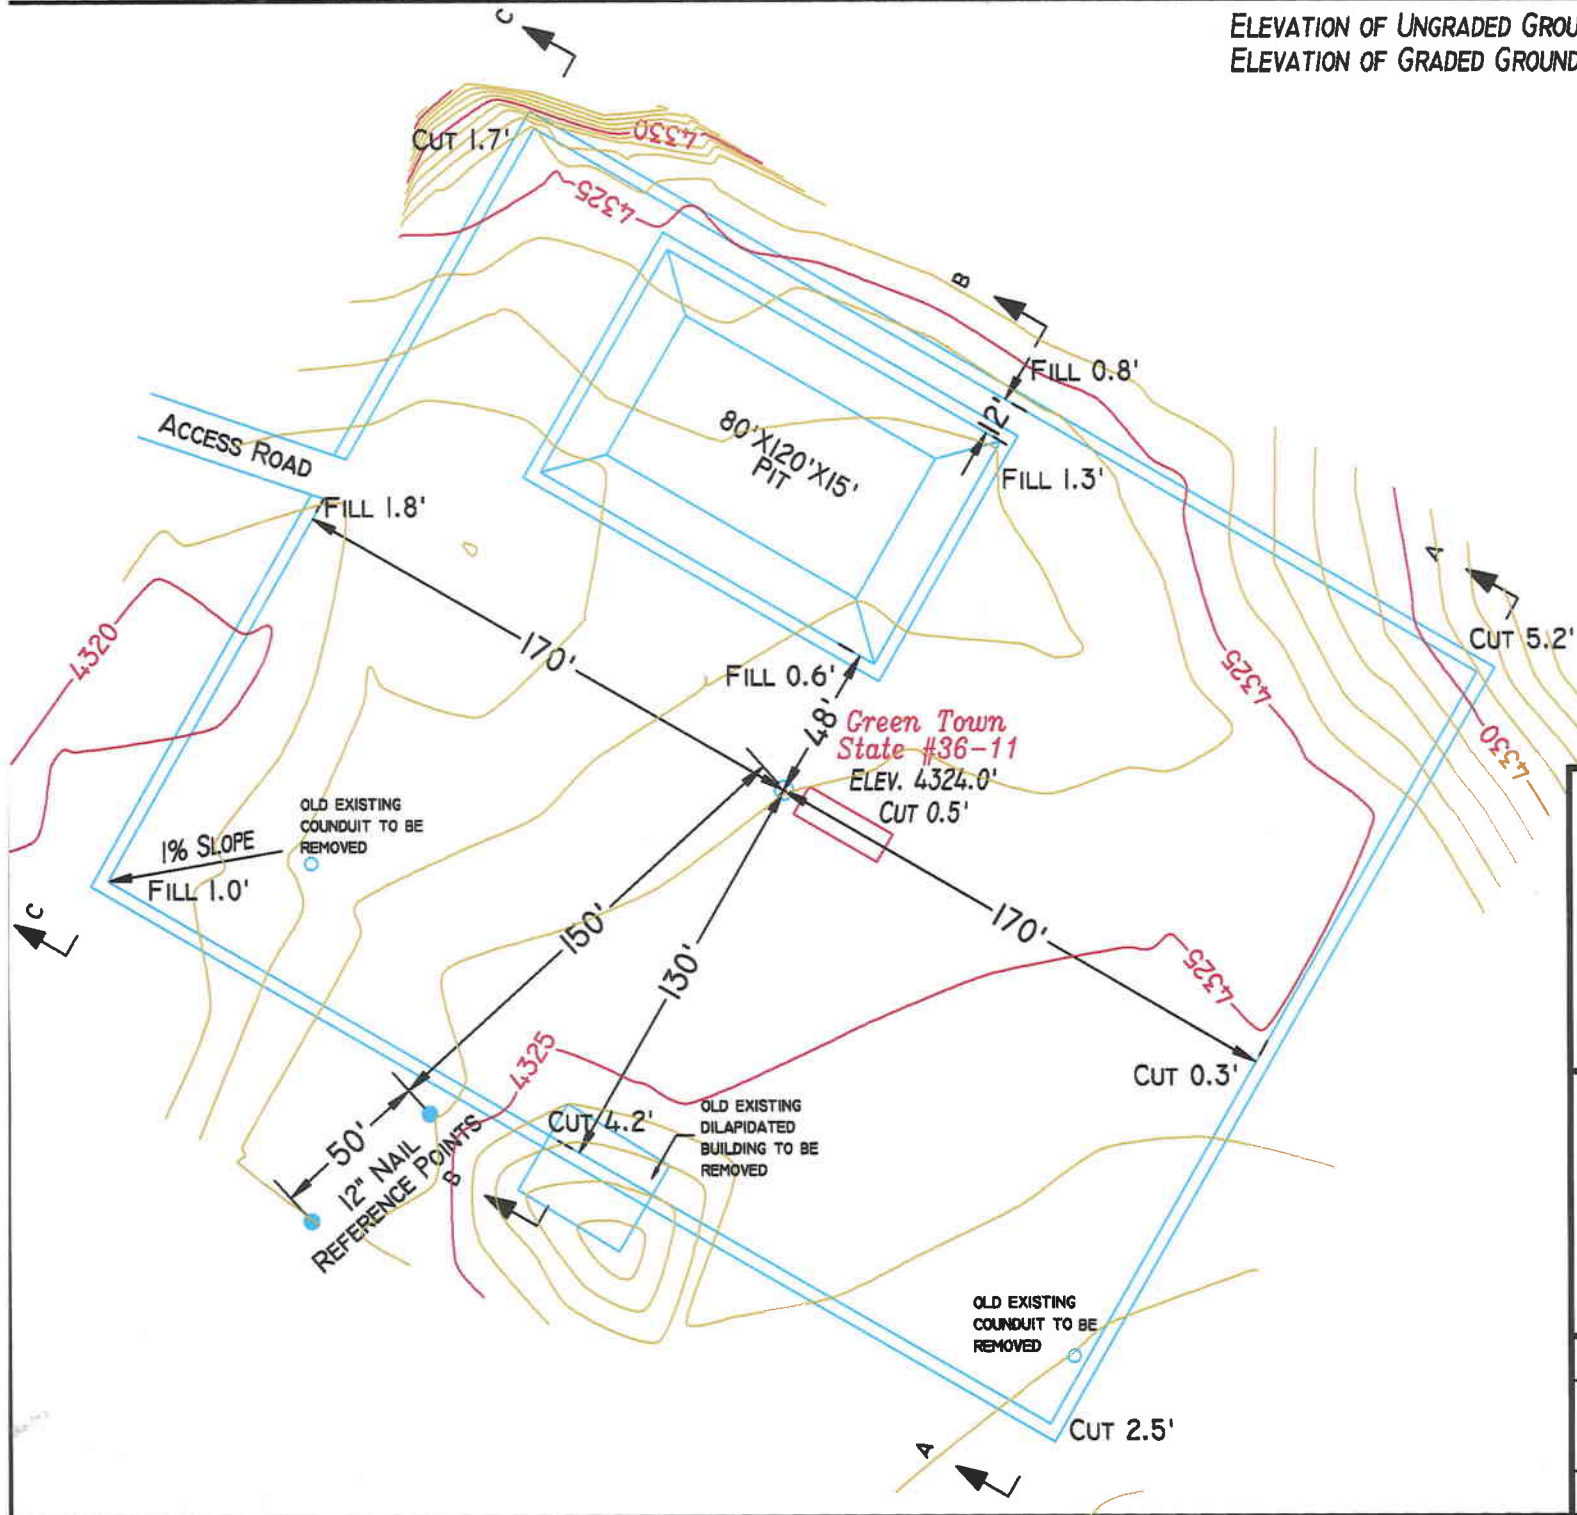 ELEVATION OF UNGRADED GROU
ELEVATION OF GRADED GROUND
C
CUT 1.7'
4330
4325
B
FILL 0.8'
12'
80'X120'X15'
PIT
FILL 1.3'
ACCESS ROAD
FILL 1.8'
A
CUT 5.2'
4320
170'
FILL 0.6'
48'
4325
4330
4331
Green Town
State #36-11
ELEV. 4324.0'
CUT 0.5'
OLD EXISTING
COUNDUIT TO BE
REMOVED
1% SLOPE
FILL 1.0'
C
150'
130'
170'
4325
4325
CUT 0.3'
CUT 4.2'
OLD EXISTING
DILAPIDATED
BUILDING TO BE
REMOVED
50'
12" NAIL
REFERENCE POINTS
B
OLD EXISTING
COUNDUIT TO BE
REMOVED
CUT 2.5'
A